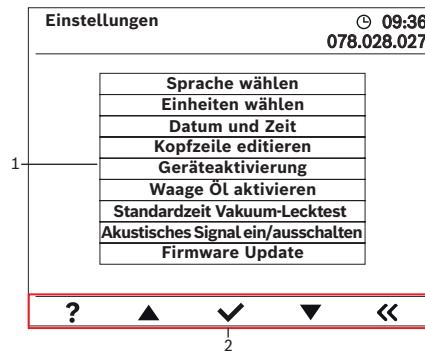 Einstellungen 09:36
078.028.027
Sprache wählen
Einheiten wählen
Datum und Zeit
Kopfzeile editieren
1
Geräteaktivierung
Waage Öl aktivieren
Standardzeit Vakuum-Lecktest
Akustisches Signal ein/ausschalten
Firmware Update
?
2